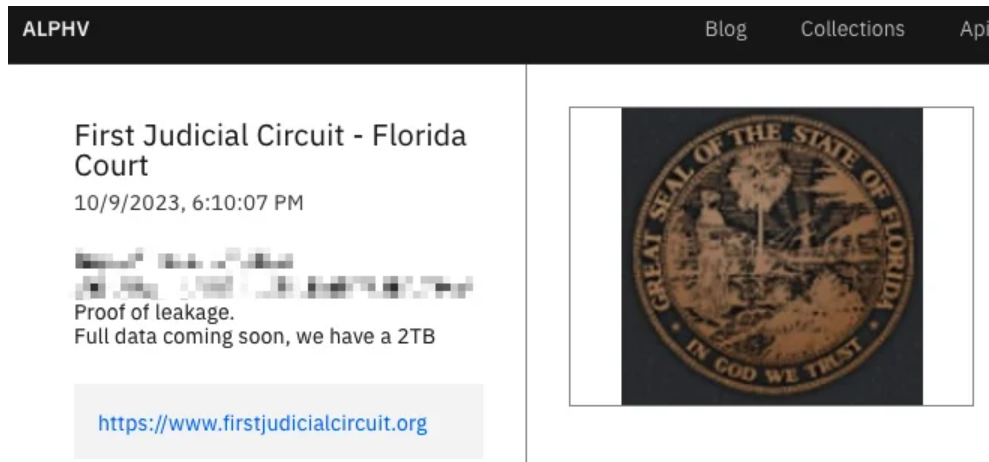 ALPHV
Blog
Collections
Api
First Judicial Circuit - Florida
Court
10/9/2023, 6:10:07 PM
Proof of leakage.
Full data coming soon, we have a 2TB
https://www.firstjudicialcircuit.org
GREAT SEAL OF THE STATE OF FLORIDA
IN GOD WE TRUST